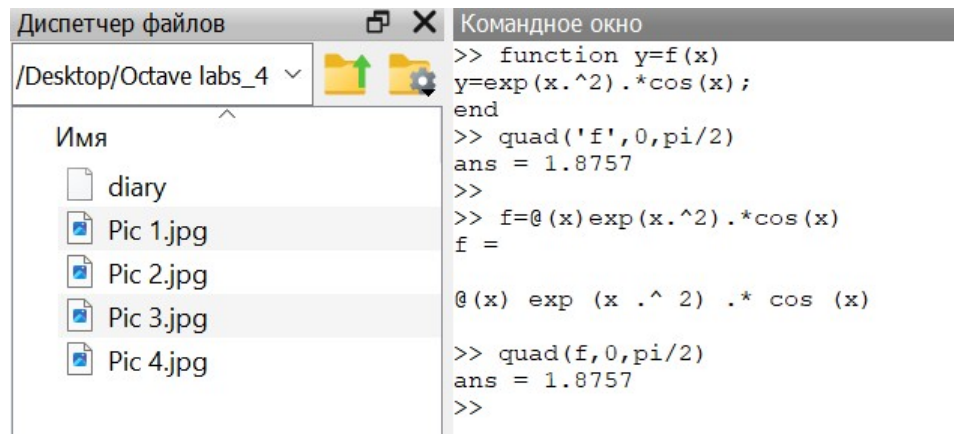 Диспетчер файлов
/Desktop/Octave labs_4
Имя
diary
Pic 1.jpg
Pic 2.jpg
Pic 3.jpg
Pic 4.jpg
Командное окно
>> function y=f(x)
y=exp(x.^2).*cos(x);
end
>> quad('f',0,pi/2)
ans = 1.8757
>>
>> f=@(x)exp(x.^2).*cos(x)
f =
@(x) exp (x .^ 2) .* cos (x)
>> quad(f,0,pi/2)
ans = 1.8757
>>